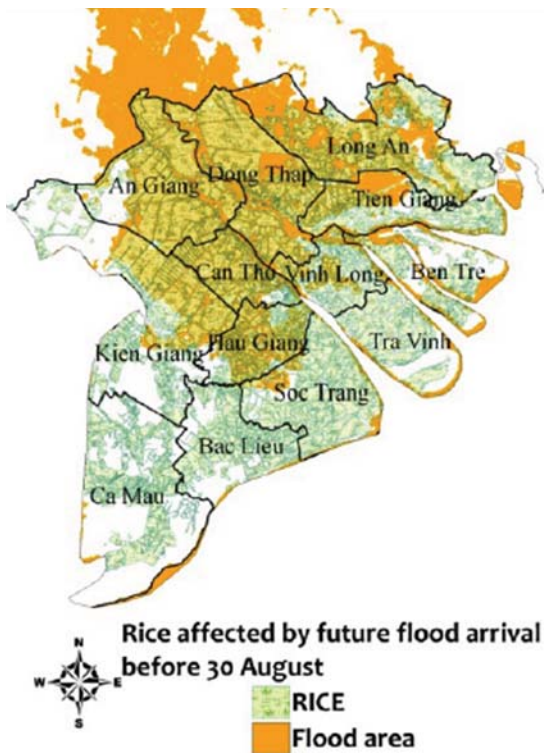 Long An
An Giang
Dong Thap
Tien Giang
Can Tho
Vinh Long
Ben Tre
Kien Giang
Hau Giang
Tra Vinh
Soc Trang
Bac Lieu
Ca Mau
Rice affected by future flood arrival
before 30 August
N
W
E
S
RICE
Flood area